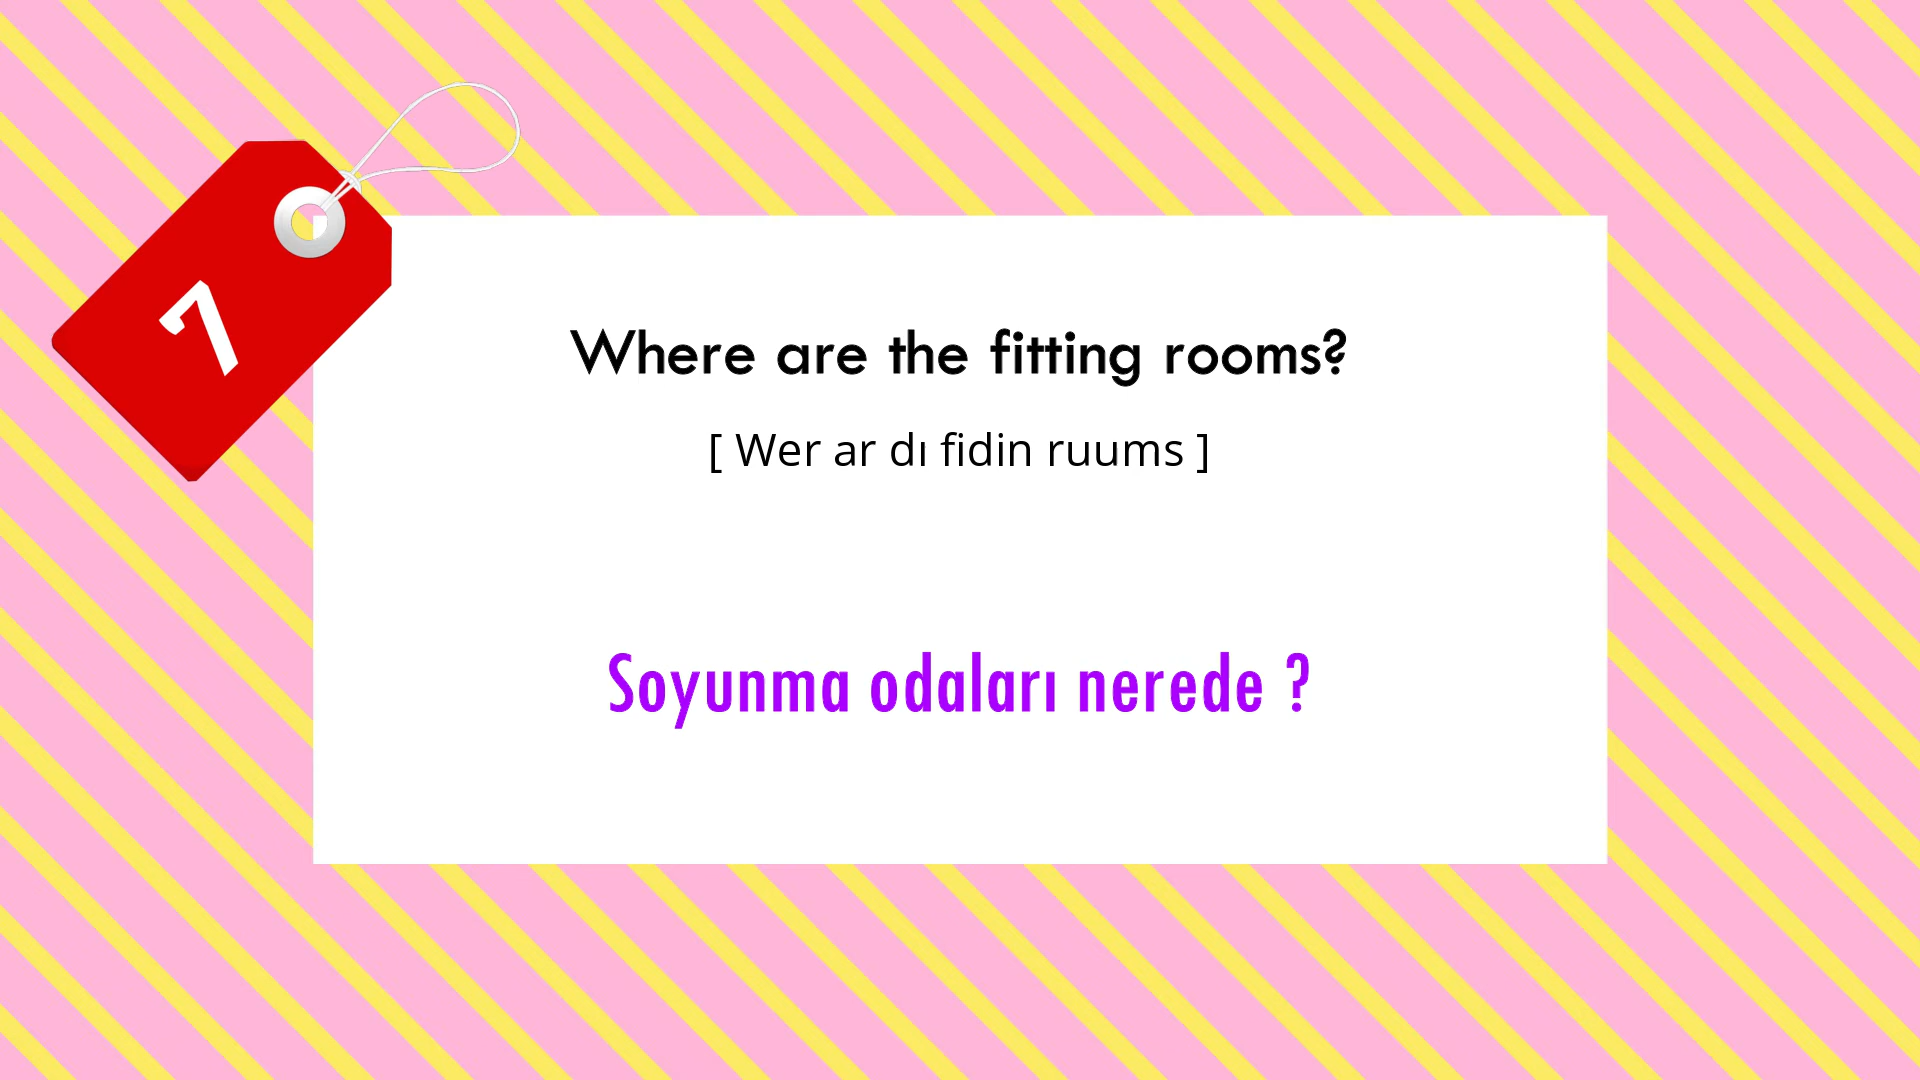 7
Where are the fitting rooms?
[ Wer ar dı fidin ruums ]
Soyunma odaları nerede ?